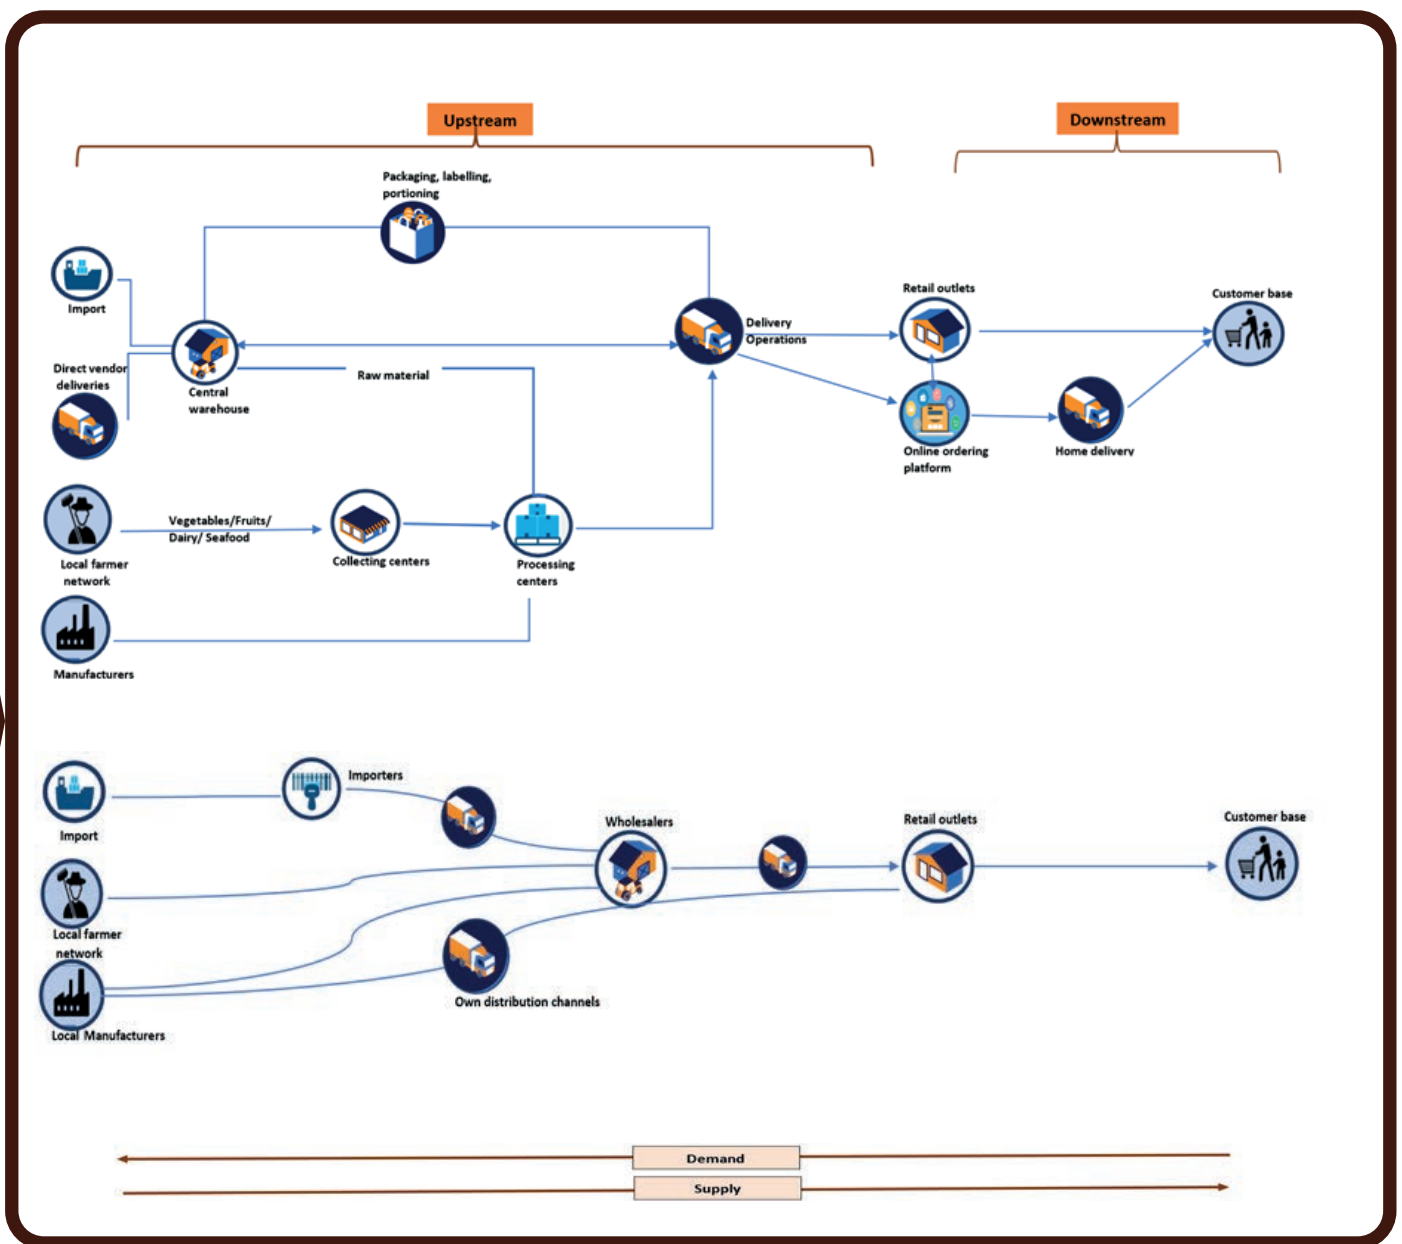 Upstream
Downstream
Packaging, labelling,
portioning
Import
Direct vendor
deliveries
Central
warehouse
Raw material
Delivery
Operations
Retail outlets
Customer base
Online ordering
platform
Home delivery
Vegetables/Fruits/
Dairy/ Seafood
Local farmer
network
Collecting centers
Processing
centers
Manufacturers
Importers
Import
Wholesalers
Retail outlets
Customer base
Local farmer
network
Own distribution channels
Local Manufacturers
Demand
Supply